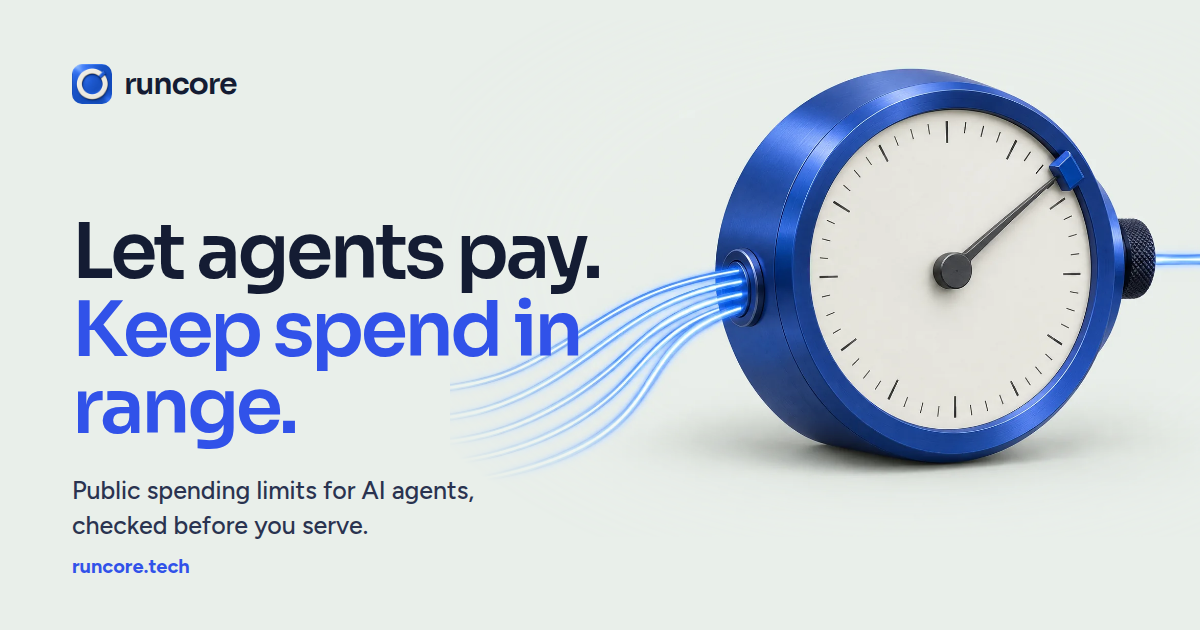 runcore
Let agents pay.
Keep spend in
range.
Public spending limits for AI agents,
checked before you serve.
runcore.tech